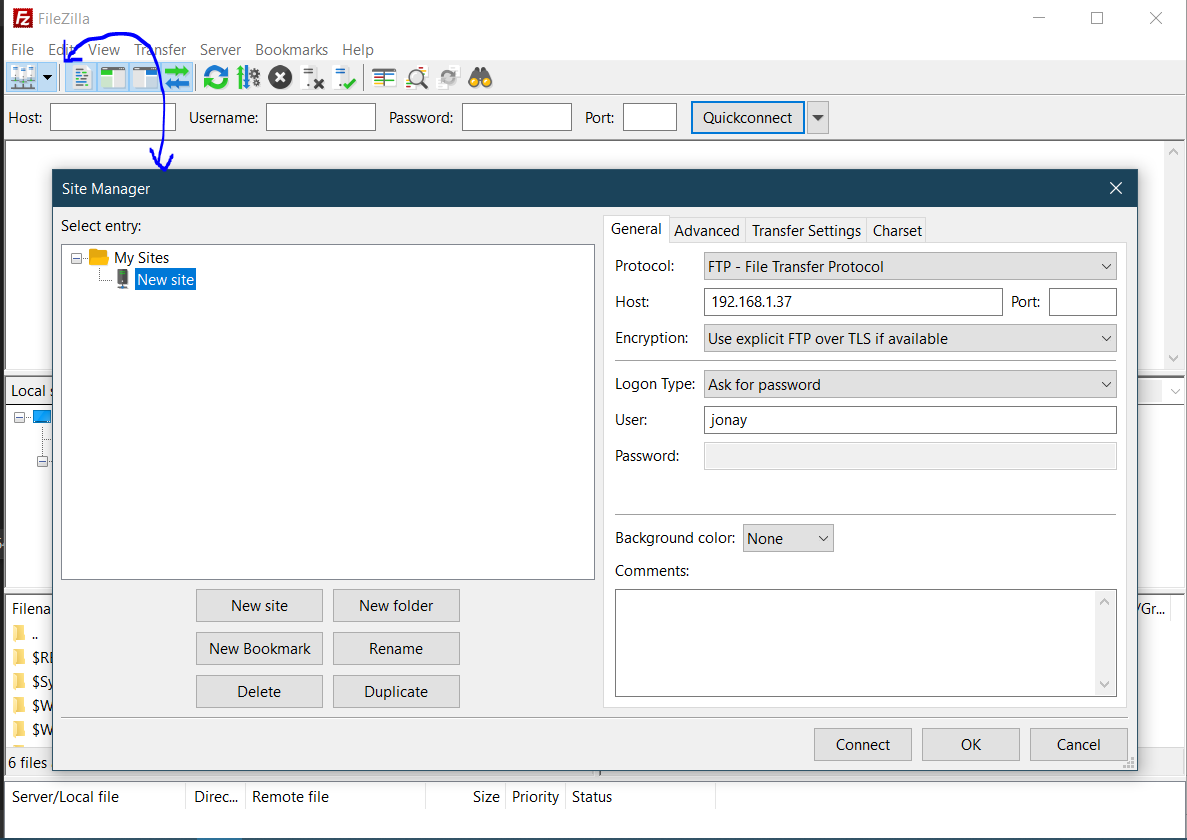 FileZilla
File Edit View Transfer Server Bookmarks Help
Host: Username: Password: Port: Quickconnect
Site Manager
Select entry:
My Sites
New site
General Advanced Transfer Settings Charset
Protocol: FTP - File Transfer Protocol
Host: 192.168.1.37 Port:
Encryption: Use explicit FTP over TLS if available
Logon Type: Ask for password
User: jonay
Password:
Background color: None
Comments:
New site New folder
New Bookmark Rename
Delete Duplicate
Connect OK Cancel
Local s
Filena
/Gr...
..
$RE
$Sy
$W
$W
6 files
Server/Local file Direc... Remote file Size Priority Status